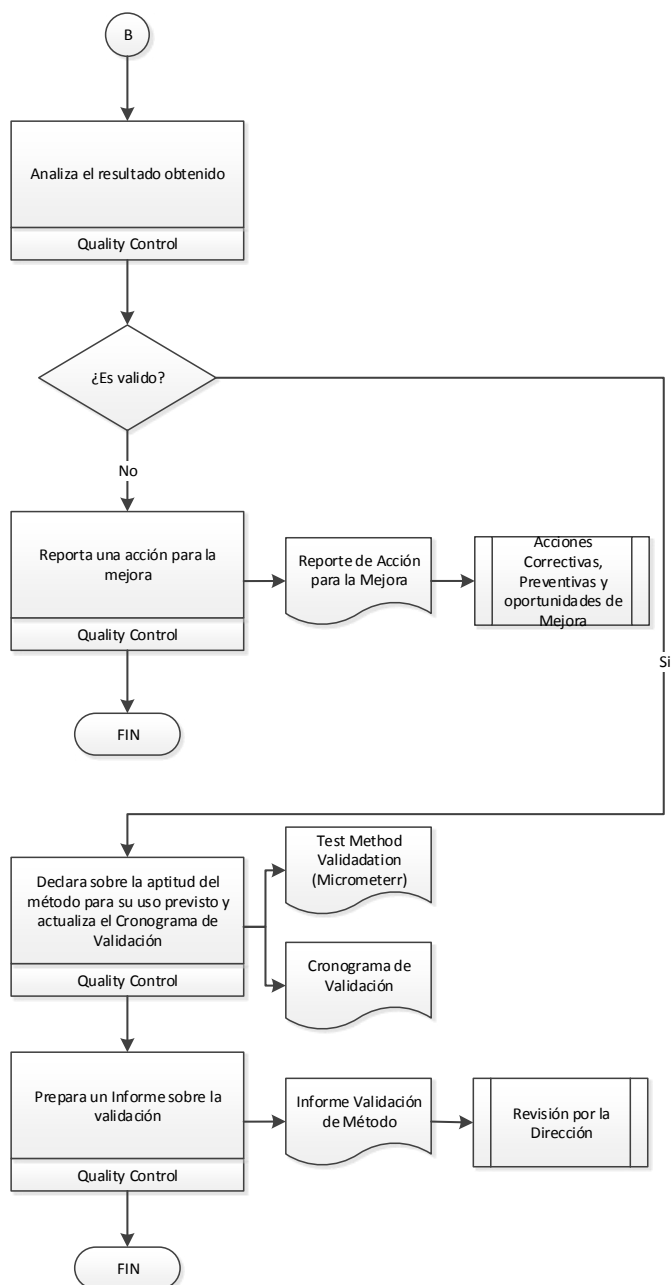 B
Analiza el resultado obtenido
Quality Control
¿Es valido?
No
Reporta una acción para la
mejora
Quality Control
Reporte de Acción
para la Mejora
Acciones
Correctivas,
Preventivas y
oportunidades de
Mejora
Si
FIN
Declara sobre la aptitud del
método para su uso previsto y
actualiza el Cronograma de
Validación
Quality Control
Test Method
Validadation
(Micrometerr)
Cronograma de
Validación
Prepara un Informe sobre la
validación
Quality Control
Informe Validación
de Método
Revisión por la
Dirección
FIN